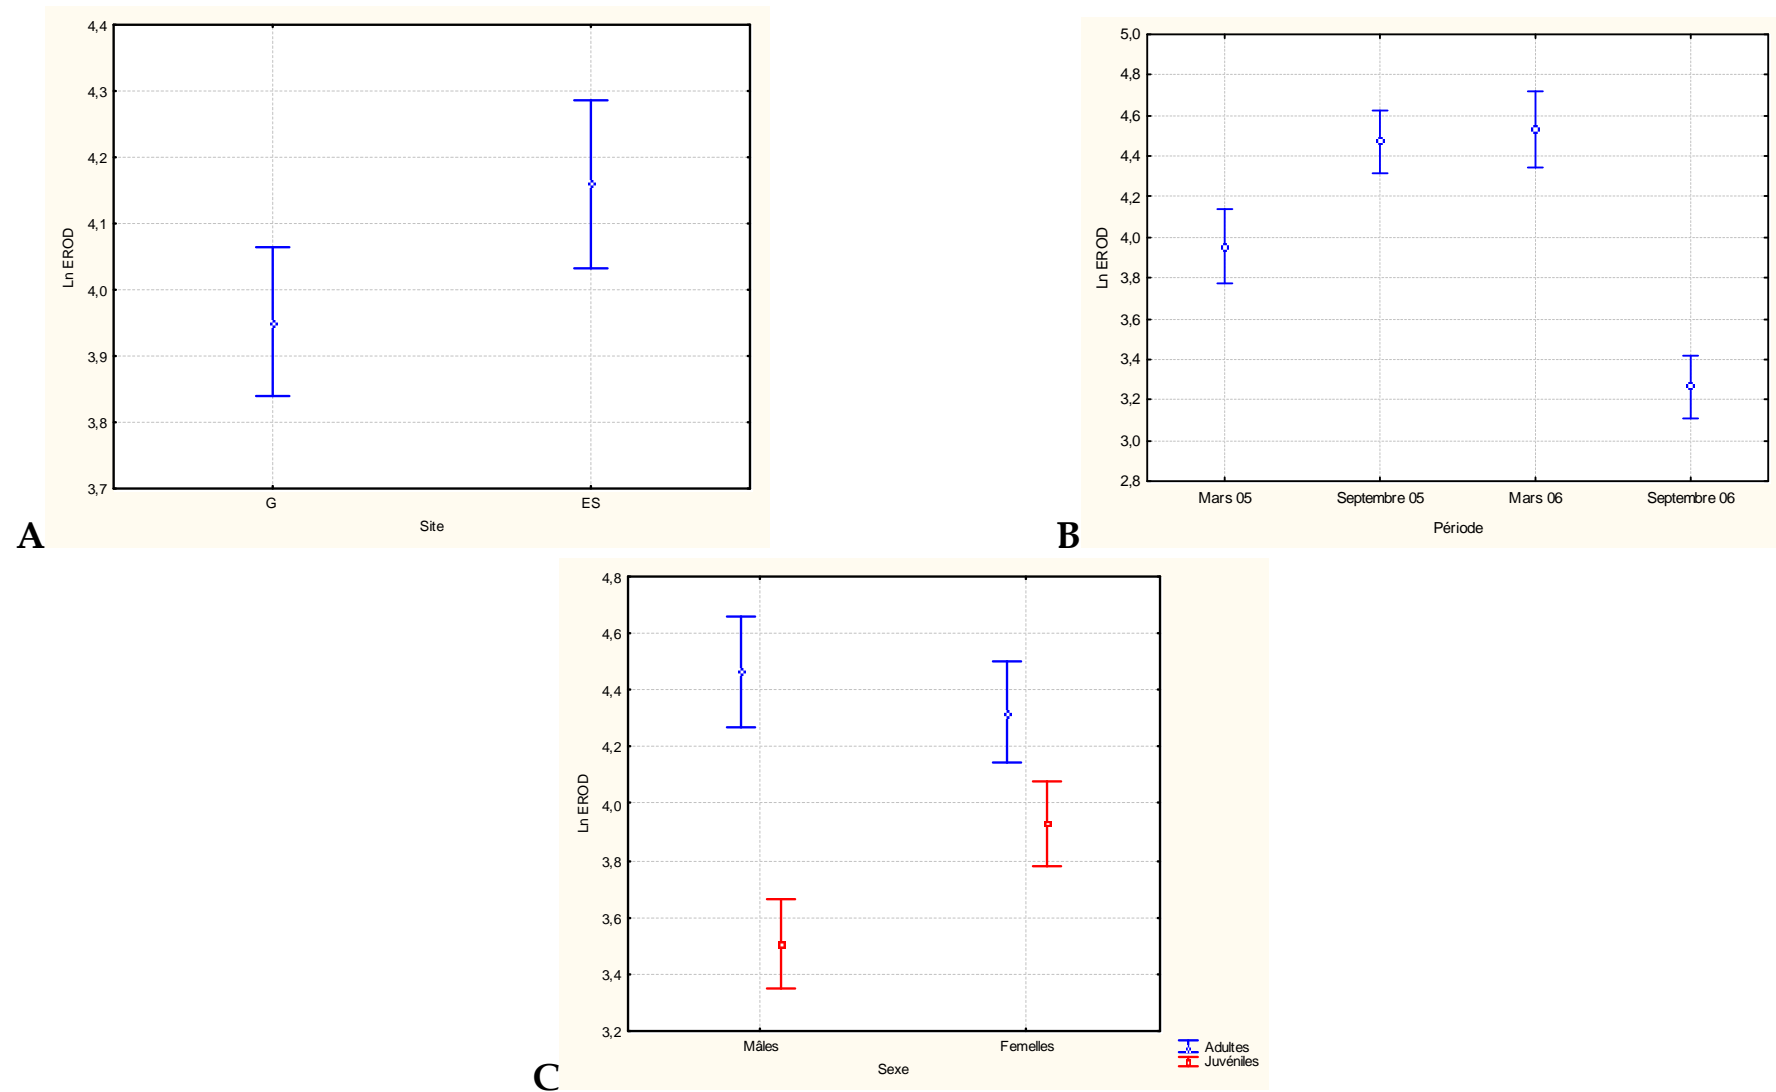 4,4
4,3
4,2
4,1
4,0
3,9
3,8
3,7
Ln EROD
G ES
Site
A
5,0
4,8
4,6
4,4
4,2
4,0
3,8
3,6
3,4
3,2
3,0
2,8
Ln EROD
Mars 05 Septembre 05 Mars 06 Septembre 06
Période
B
4,8
4,6
4,4
4,2
4,0
3,8
3,6
3,4
3,2
Ln EROD
Mâles Femelles
Sexe
Adultes
Juvéniles
C